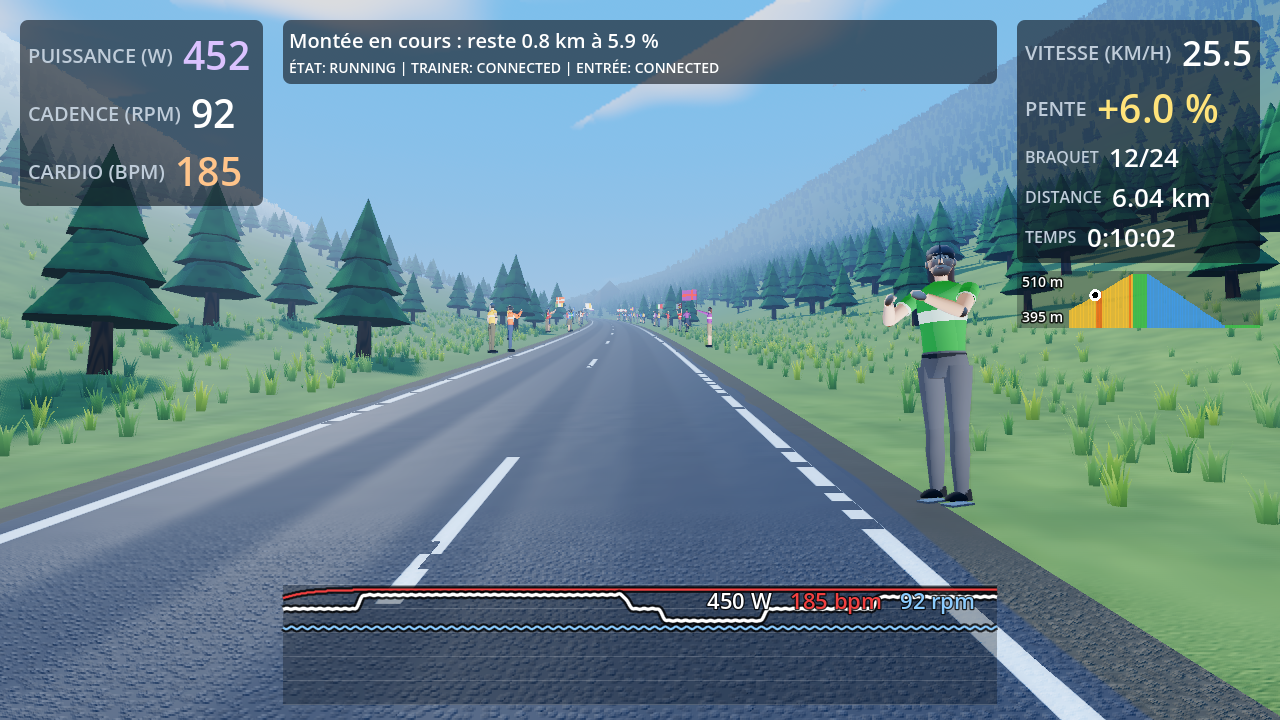 PUISSANCE (W) 452
CADENCE (RPM) 92
CARDIO (BPM) 185
Montée en cours : reste 0.8 km à 5.9 %
ÉTAT: RUNNING | TRAINER: CONNECTED | ENTRÉE: CONNECTED
VITESSE (KM/H) 25.5
PENTE +6.0 %
BRAQUET 12/24
DISTANCE 6.04 km
TEMPS 0:10:02
510 m
395 m
450 W 185 bpm 92 rpm